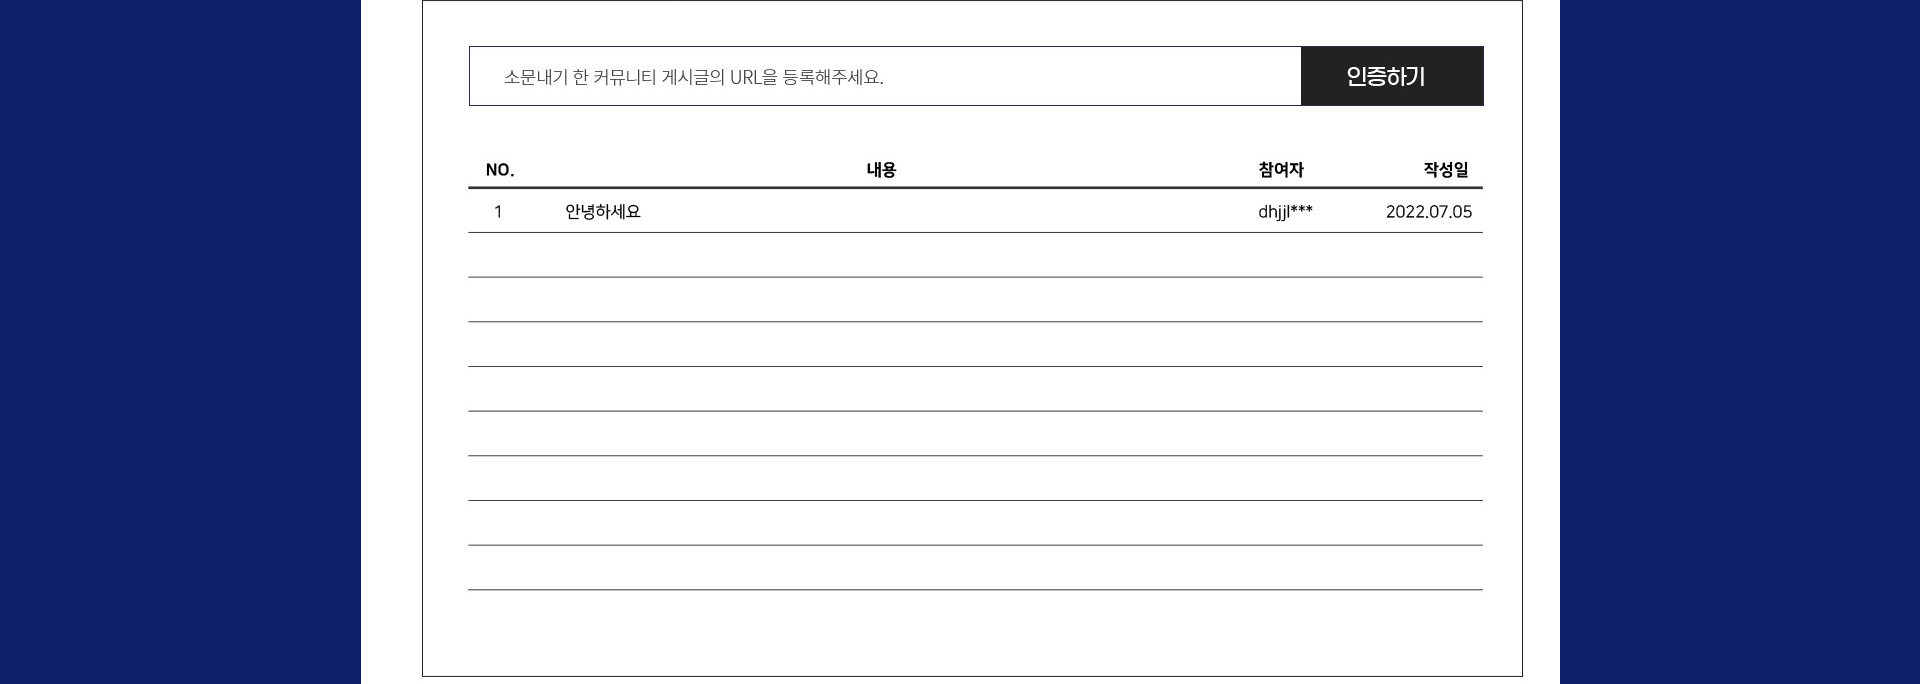 소문내기 한 커뮤니티 게시글의 URL을 등록해주세요.
인증하기
NO. 내용 참여자 작성일
1 안녕하세요 dhjjl*** 2022.07.05